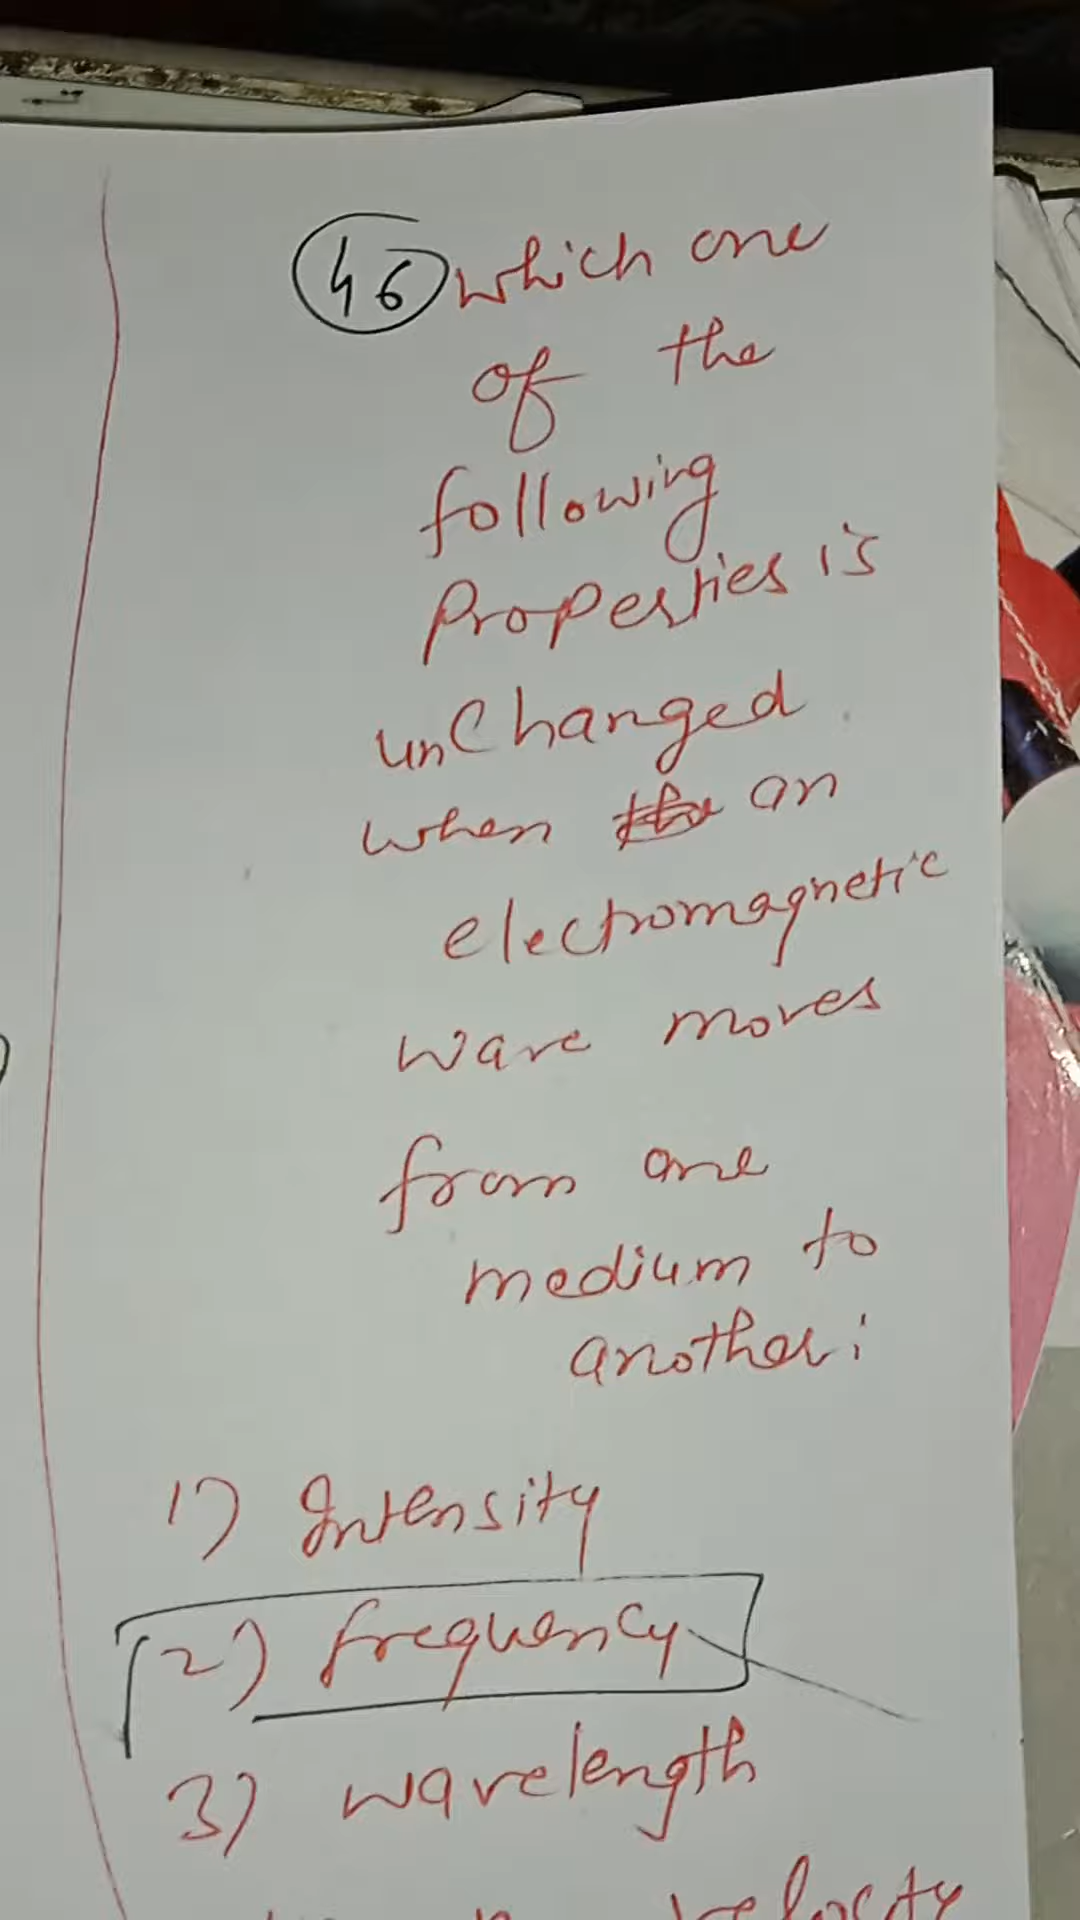 46 which one
of the
following
Properties is
unChanged
when an
electromagnetic
wave moves
from one
medium to
another:
1) Intensity
2) frequency
3) wavelength
velocity